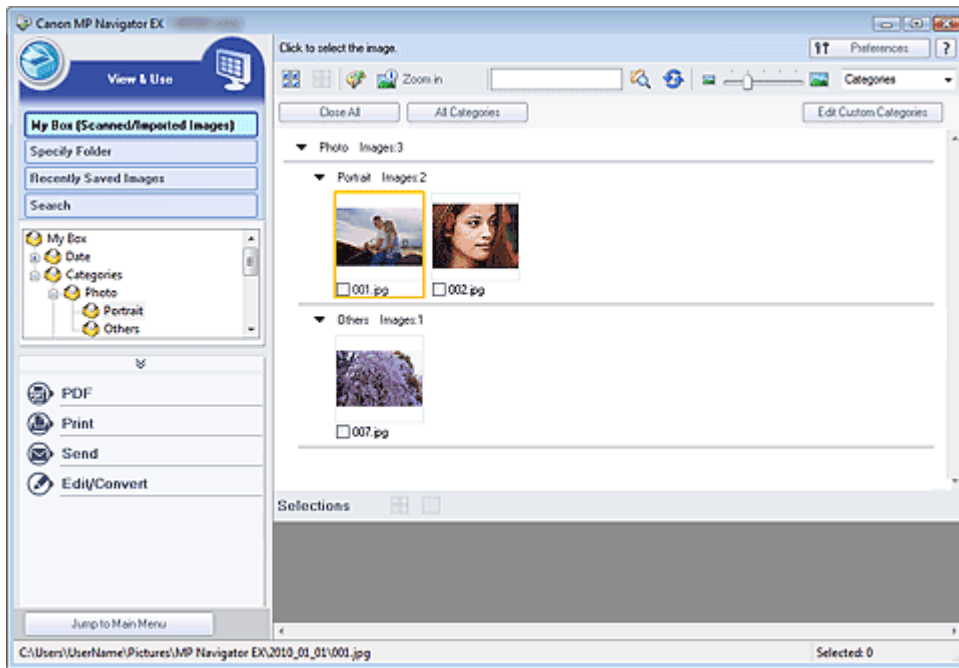 Canon MP Navigator EX
View & Use
My Box (Scanned/Imported Images)
Specify Folder
Recently Saved Images
Search
My Box
Date
Categories
Photo
Portrait
Others
PDF
Print
Send
Edit/Convert
Jump to Main Menu
Click to select the image.
Preferences
?
Zoom in
Categories
Close All
All Categories
Edit Custom Categories
Photo Images:3
Portrait Images:2
001.jpg
002.jpg
Others Images:1
007.jpg
Selections
C:\Users\UserName\Pictures\MP Navigator EX\2010_01_01\001.jpg
Selected: 0